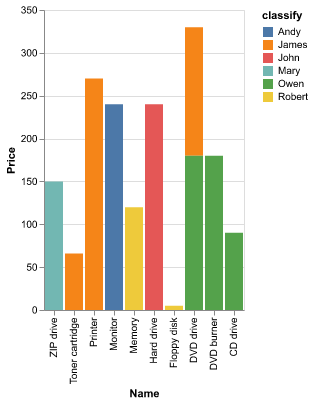 classify
Andy
James
John
Mary
Owen
Robert
Price
350
300
250
200
150
100
50
0
ZIP drive
Toner cartridge
Printer
Monitor
Memory
Hard drive
Floppy disk
DVD drive
DVD burner
CD drive
Name